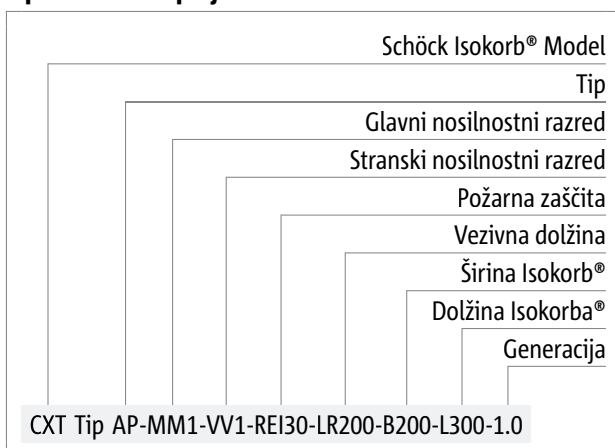 Schöck Isokorb® Model
Tip
Glavni nosilnostni razred
Stranski nosilnostni razred
Požarna zaščita
Vezivna dolžina
Širina Isokorb®
Dolžina Isokorba®
Generacija
CXT Tip AP-MM1-VV1-REI30-LR200-B200-L300-1.0